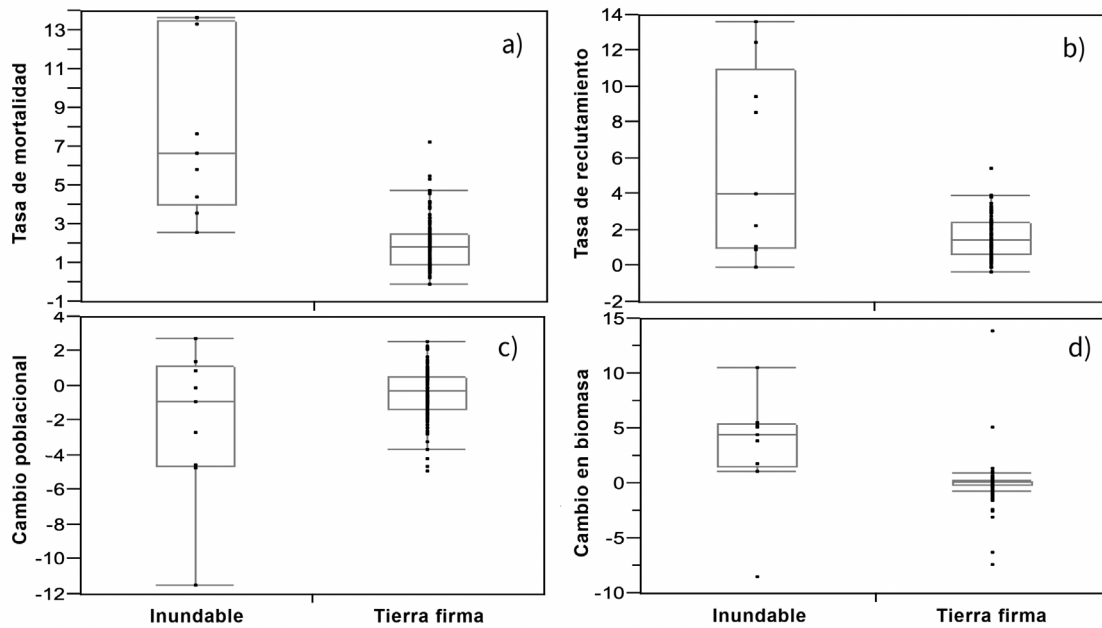 Tasa de mortalidad
13
11
9
7
5
3
1
-1
a)
Tasa de reclutamiento
14
12
10
8
6
4
2
0
-2
b)
Cambio poblacional
4
2
0
-2
-4
-6
-8
-10
-12
c)
Inundable
Tierra firma
Cambio en biomasa
15
10
5
0
-5
-10
d)
Inundable
Tierra firma